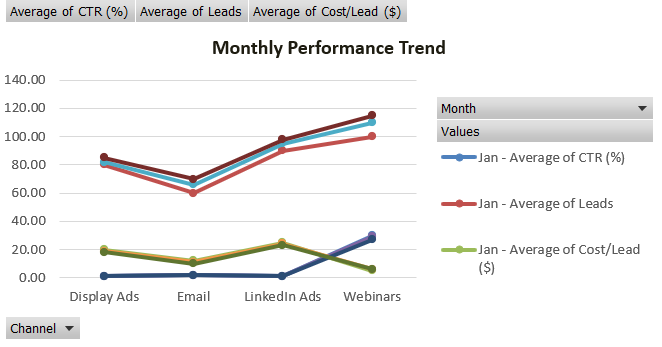 Average of CTR (%) Average of Leads Average of Cost/Lead ($)
Monthly Performance Trend
140.00
120.00
100.00
80.00
60.00
40.00
20.00
0.00
Display Ads Email LinkedIn Ads Webinars
Month
Values
Jan - Average of CTR (%)
Jan - Average of Leads
Jan - Average of Cost/Lead
($)
Channel